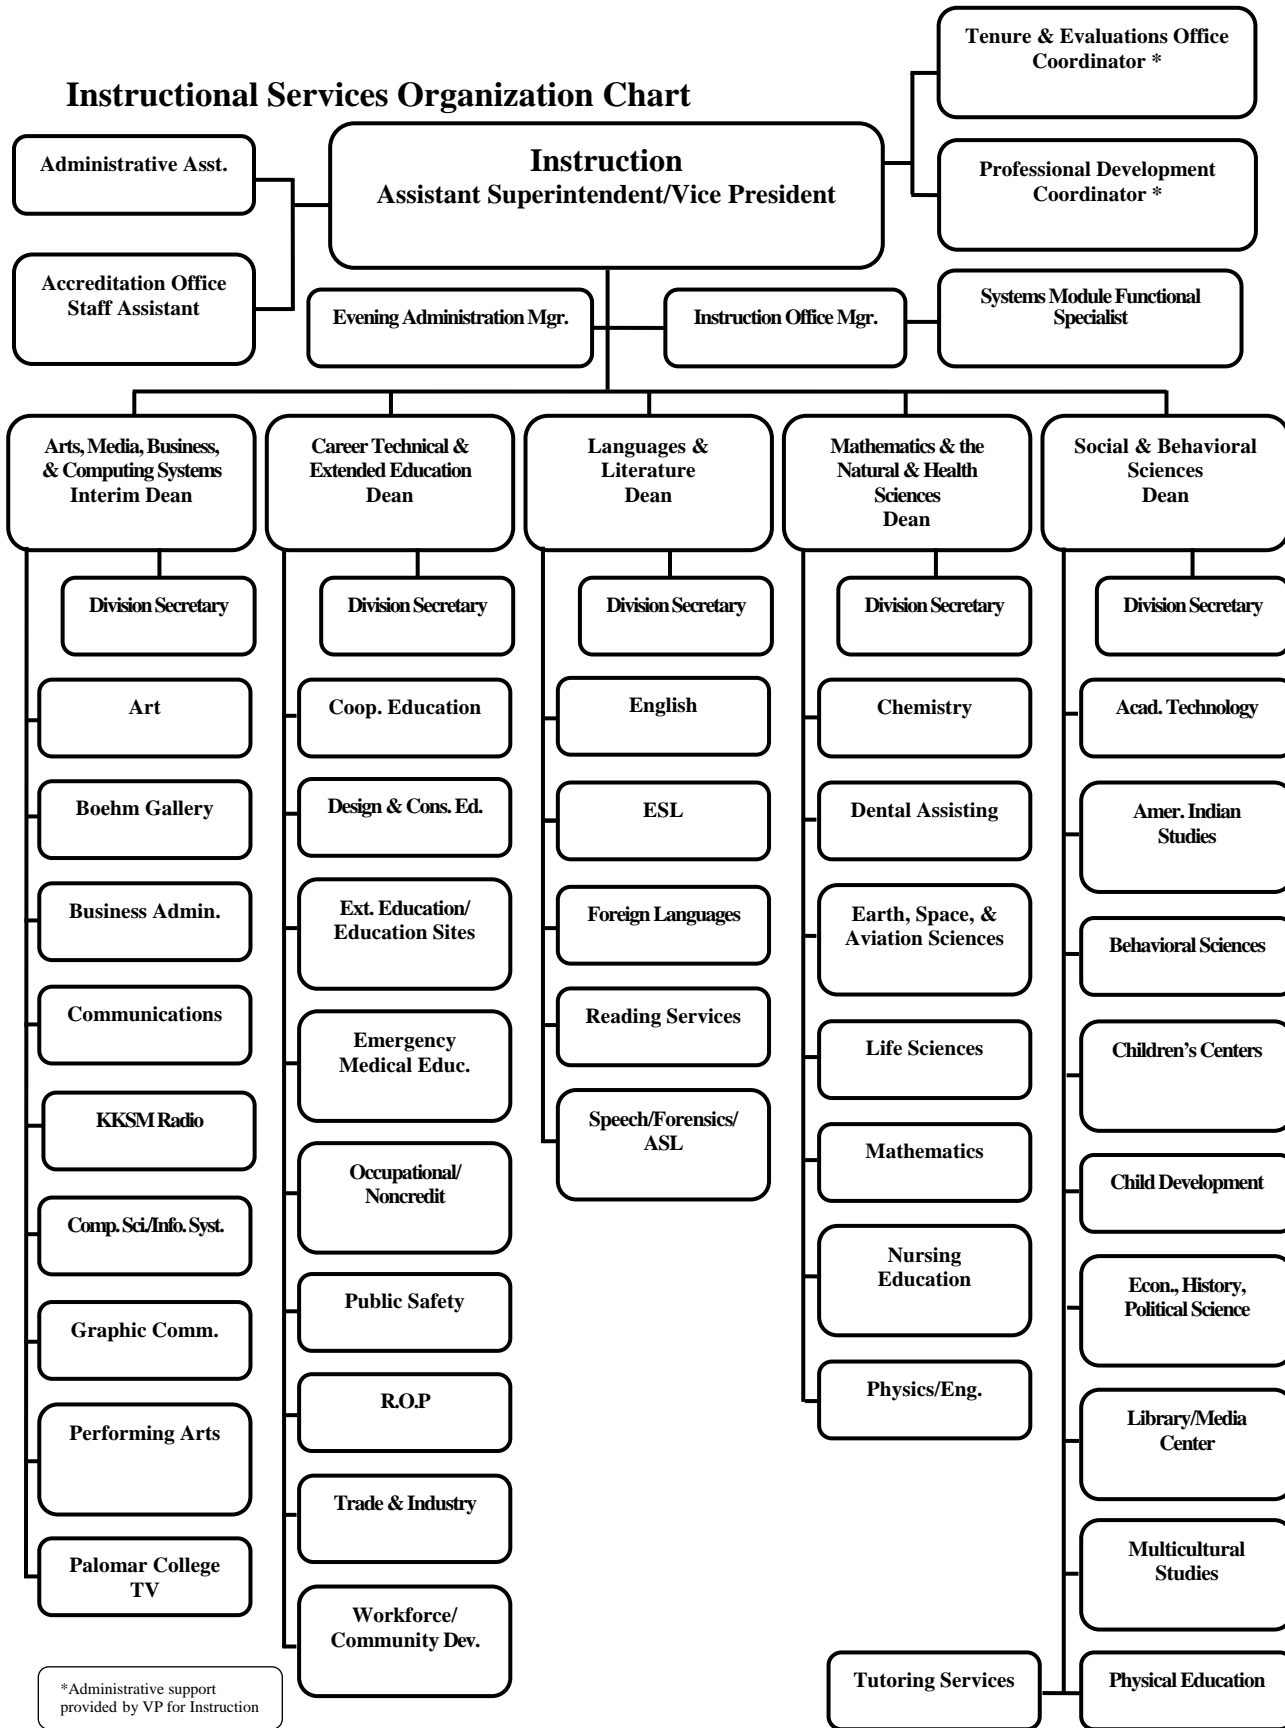 Tenure & Evaluations Office
Coordinator *
Instructional Services Organization Chart
Administrative Asst.
Instruction
Assistant Superintendent/Vice President
Professional Development
Coordinator *
Accreditation Office
Staff Assistant
Evening Administration Mgr.
Instruction Office Mgr.
Systems Module Functional
Specialist
Arts, Media, Business,
& Computing Systems
Interim Dean
Career Technical &
Extended Education
Dean
Languages &
Literature
Dean
Mathematics & the
Natural & Health
Sciences
Dean
Social & Behavioral
Sciences
Dean
Division Secretary
Division Secretary
Division Secretary
Division Secretary
Division Secretary
Art
Boehm Gallery
Business Admin.
Communications
KKSM Radio
Comp. Sci./Info. Syst.
Graphic Comm.
Performing Arts
Palomar College
TV
Coop. Education
Design & Cons. Ed.
Ext. Education/
Education Sites
Emergency
Medical Educ.
Occupational/
Noncredit
Public Safety
R.O.P
Trade & Industry
Workforce/
Community Dev.
English
ESL
Foreign Languages
Reading Services
Speech/Forensics/
ASL
Chemistry
Dental Assisting
Earth, Space, &
Aviation Sciences
Life Sciences
Mathematics
Nursing
Education
Physics/Eng.
Acad. Technology
Amer. Indian
Studies
Behavioral Sciences
Children’s Centers
Child Development
Econ., History,
Political Science
Library/Media
Center
Multicultural
Studies
Tutoring Services
Physical Education
*Administrative support
provided by VP for Instruction